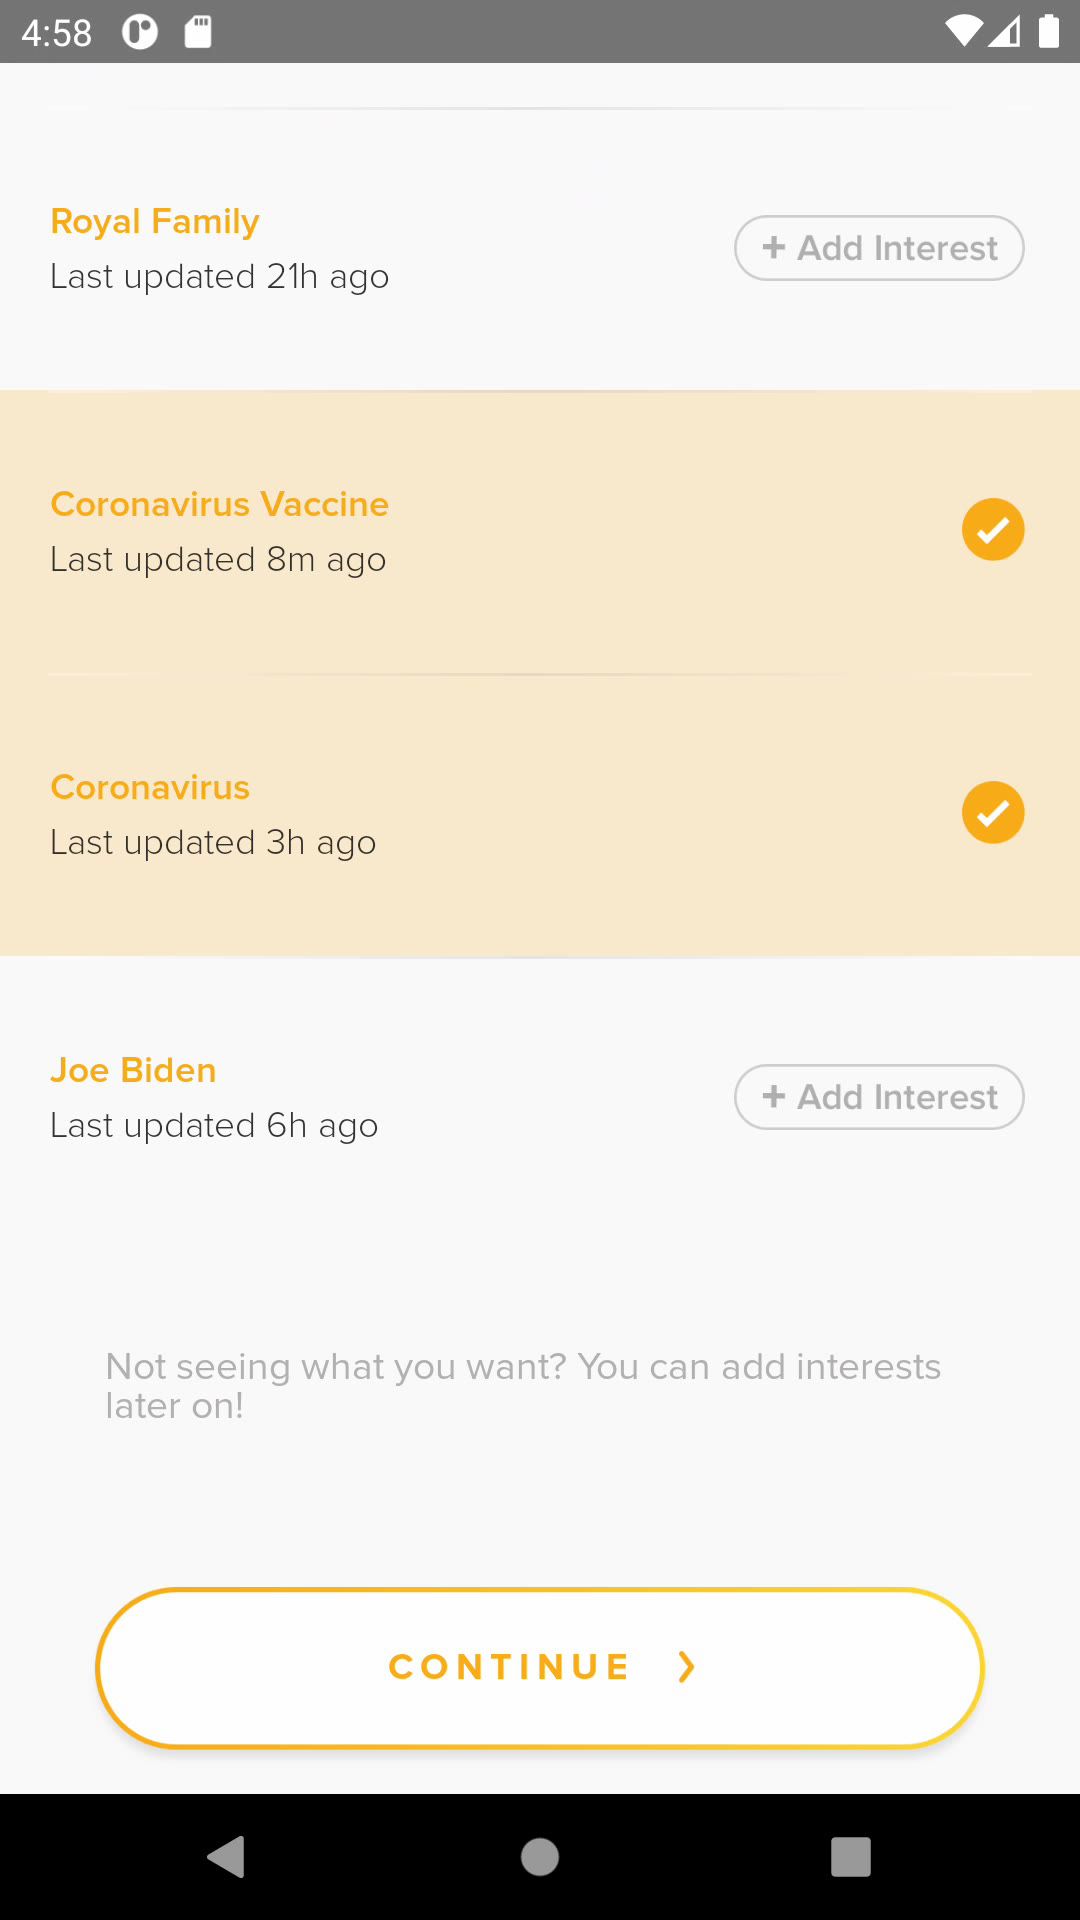 4:58
Royal Family
Last updated 21h ago
+ Add Interest
Coronavirus Vaccine
Last updated 8m ago
Coronavirus
Last updated 3h ago
Joe Biden
Last updated 6h ago
+ Add Interest
Not seeing what you want? You can add interests
later on!
CONTINUE